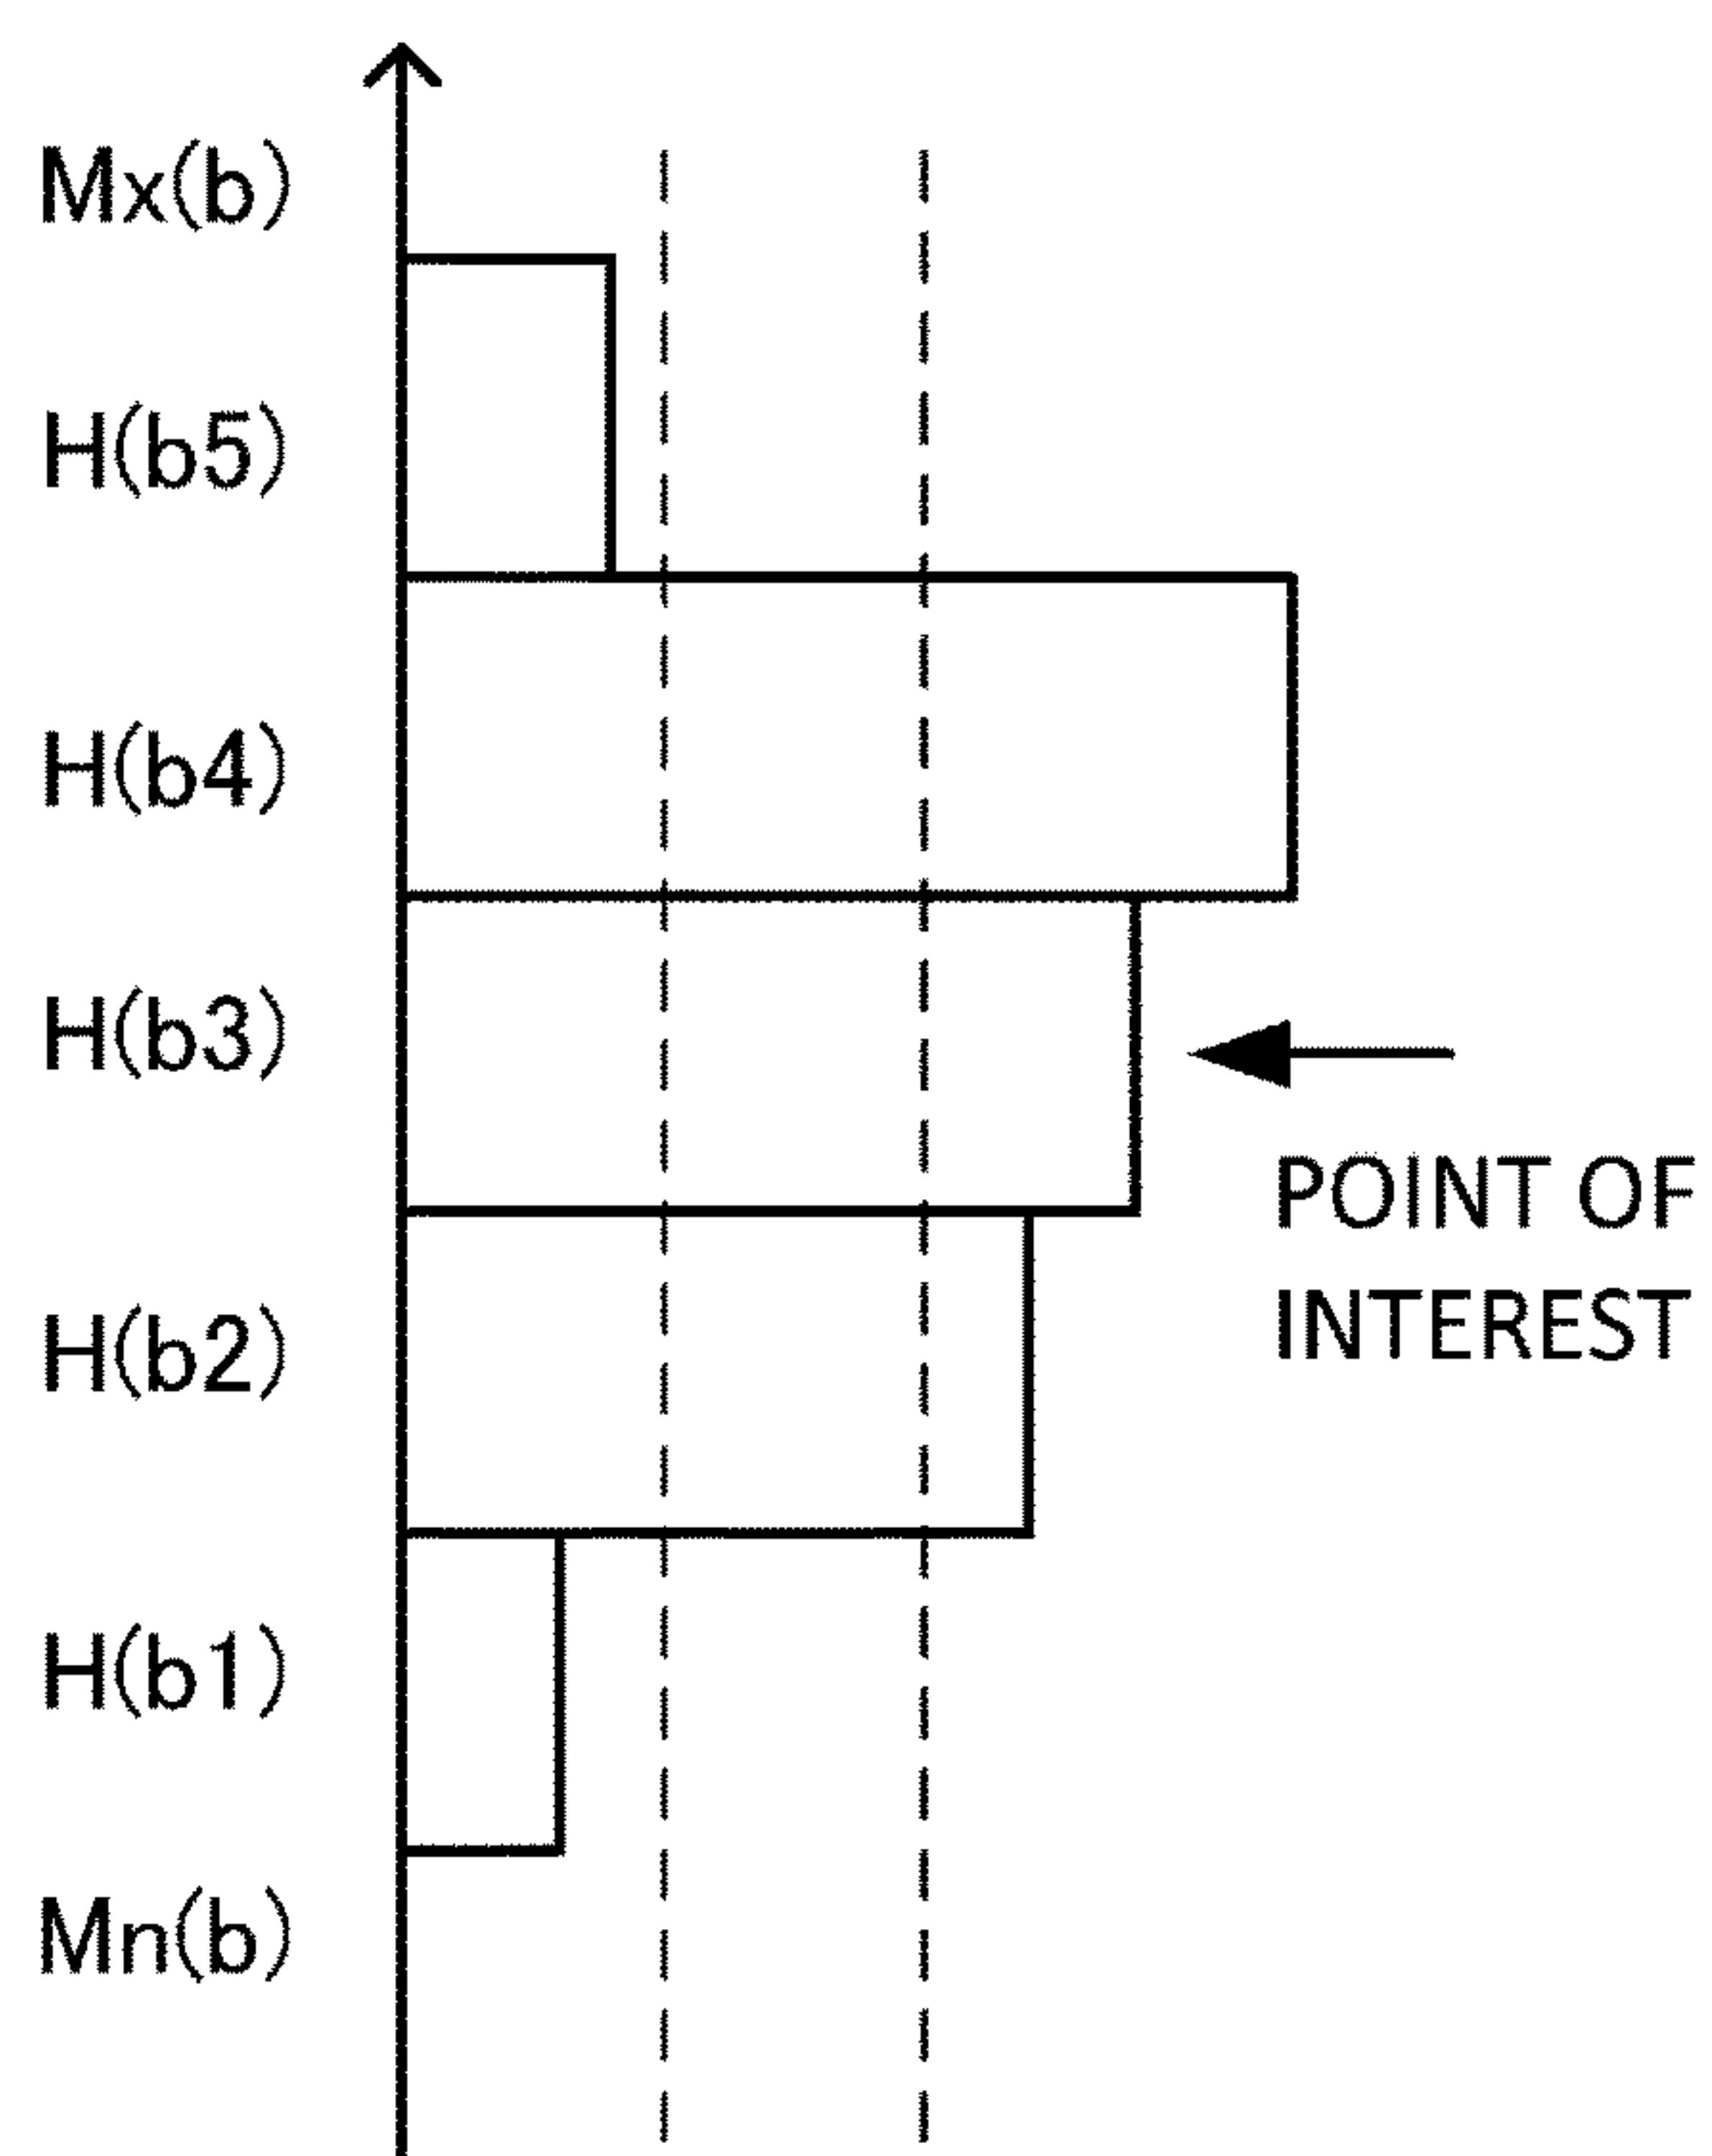 Mx(b)
H(b5)
H(b4)
H(b3)
POINT OF
INTEREST
H(b2)
H(b1)
Mn(b)